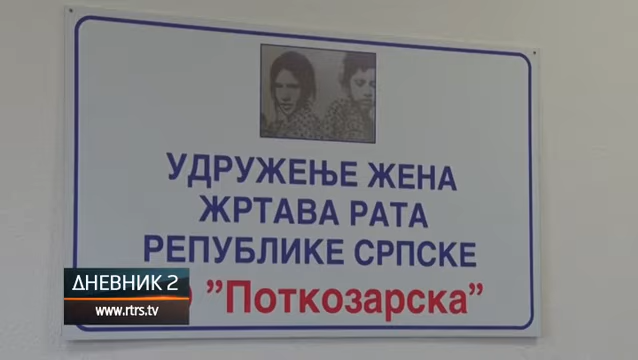 УДРУЖЕЊЕ ЖЕНА
ЖРТАВА РАТА
РЕПУБЛИКЕ СРПСКЕ
"Поткозарска"
ДНЕВНИК 2
www.rtrs.tv